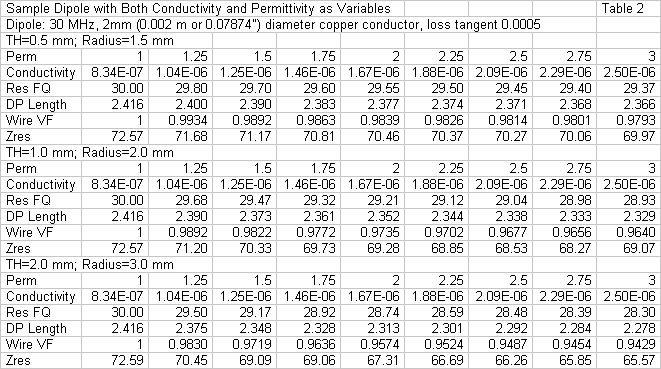 Sample Dipole with Both Conductivity and Permittivity as Variables Table 2
Dipole: 30 MHz, 2mm (0.002 m or 0.07874") diameter copper conductor, loss tangent 0.0005
TH=0.5 mm; Radius=1.5 mm
Perm 1 1.25 1.5 1.75 2 2.25 2.5 2.75 3
Conductivity 8.34E-07 1.04E-06 1.25E-06 1.46E-06 1.67E-06 1.88E-06 2.09E-06 2.29E-06 2.50E-06
Res FQ 30.00 29.80 29.70 29.60 29.55 29.50 29.45 29.40 29.37
DP Length 2.416 2.400 2.390 2.383 2.377 2.374 2.371 2.368 2.366
Wire VF 1 0.9934 0.9892 0.9863 0.9839 0.9826 0.9814 0.9801 0.9793
Zres 72.57 71.68 71.17 70.81 70.46 70.37 70.27 70.06 69.97
TH=1.0 mm; Radius=2.0 mm
Perm 1 1.25 1.5 1.75 2 2.25 2.5 2.75 3
Conductivity 8.34E-07 1.04E-06 1.25E-06 1.46E-06 1.67E-06 1.88E-06 2.09E-06 2.29E-06 2.50E-06
Res FQ 30.00 29.68 29.47 29.32 29.21 29.12 29.04 28.98 28.93
DP Length 2.416 2.390 2.373 2.361 2.352 2.344 2.338 2.333 2.329
Wire VF 1 0.9892 0.9822 0.9772 0.9735 0.9702 0.9677 0.9656 0.9640
Zres 72.57 71.20 70.33 69.73 69.28 68.85 68.53 68.27 69.07
TH=2.0 mm; Radius=3.0 mm
Perm 1 1.25 1.5 1.75 2 2.25 2.5 2.75 3
Conductivity 8.34E-07 1.04E-06 1.25E-06 1.46E-06 1.67E-06 1.88E-06 2.09E-06 2.29E-06 2.50E-06
Res FQ 30.00 29.50 29.17 28.92 28.74 28.59 28.48 28.39 28.30
DP Length 2.416 2.375 2.348 2.328 2.313 2.301 2.292 2.284 2.278
Wire VF 1 0.9830 0.9719 0.9636 0.9574 0.9524 0.9487 0.9454 0.9429
Zres 72.59 70.45 69.09 69.06 67.31 66.69 66.26 65.85 65.57